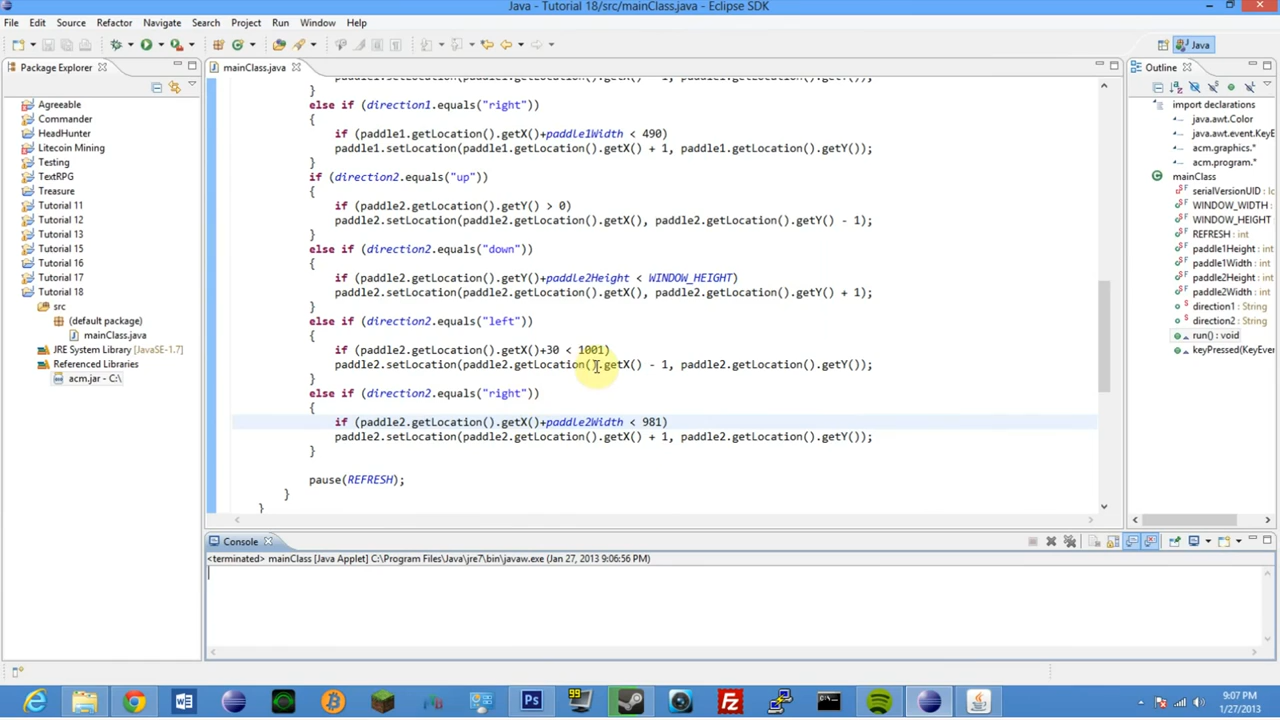 Java - Tutorial 18/src/mainClass.java - Eclipse SDK
File Edit Source Refactor Navigate Search Project Run Window Help
Java
Package Explorer
Agreeable
Commander
HeadHunter
Litecoin Mining
Testing
TextRPG
Treasure
Tutorial 11
Tutorial 12
Tutorial 13
Tutorial 15
Tutorial 16
Tutorial 17
Tutorial 18
src
(default package)
mainClass.java
JRE System Library [JavaSE-1.7]
Referenced Libraries
acm.jar - C:\
mainClass.java
}
else if (direction1.equals("right"))
{
if (paddle1.getLocation().getX()+paddle1Width < 490)
paddle1.setLocation(paddle1.getLocation().getX() + 1, paddle1.getLocation().getY());
}
if (direction2.equals("up"))
{
if (paddle2.getLocation().getY() > 0)
paddle2.setLocation(paddle2.getLocation().getX(), paddle2.getLocation().getY() - 1);
}
else if (direction2.equals("down"))
{
if (paddle2.getLocation().getY()+paddle2Height < WINDOW_HEIGHT)
paddle2.setLocation(paddle2.getLocation().getX(), paddle2.getLocation().getY() + 1);
}
else if (direction2.equals("left"))
{
if (paddle2.getLocation().getX()+30 < 1001)
paddle2.setLocation(paddle2.getLocation().getX() - 1, paddle2.getLocation().getY());
}
else if (direction2.equals("right"))
{
if (paddle2.getLocation().getX()+paddle2Width < 981)
paddle2.setLocation(paddle2.getLocation().getX() + 1, paddle2.getLocation().getY());
}
pause(REFRESH);
}
}
Outline
import declarations
java.awt.Color
java.awt.event.KeyE
acm.graphics.*
acm.program.*
mainClass
serialVersionUID : lo
WINDOW_WIDTH :
WINDOW_HEIGHT
REFRESH : int
paddle1Height : int
paddle1Width : int
paddle2Height : int
paddle2Width : int
direction1 : String
direction2 : String
run() : void
keyPressed(KeyEve
Console
<terminated> mainClass [Java Applet] C:\Program Files\Java\jre7\bin\javaw.exe (Jan 27, 2013 9:06:56 PM)
99
9:07 PM
1/27/2013